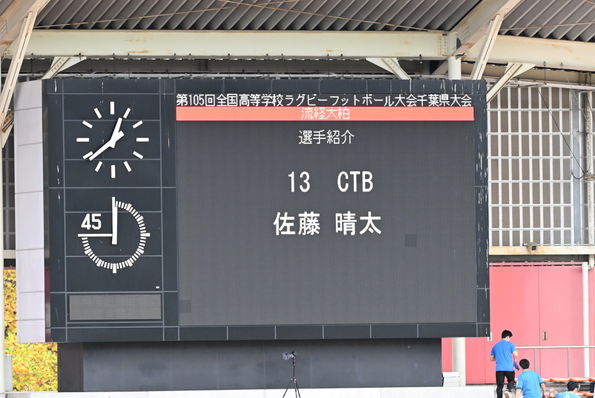 第105回全国高等学校ラグビーフットボール大会千葉県大会
流経大柏
選手紹介
13 CTB
佐藤 晴太
45